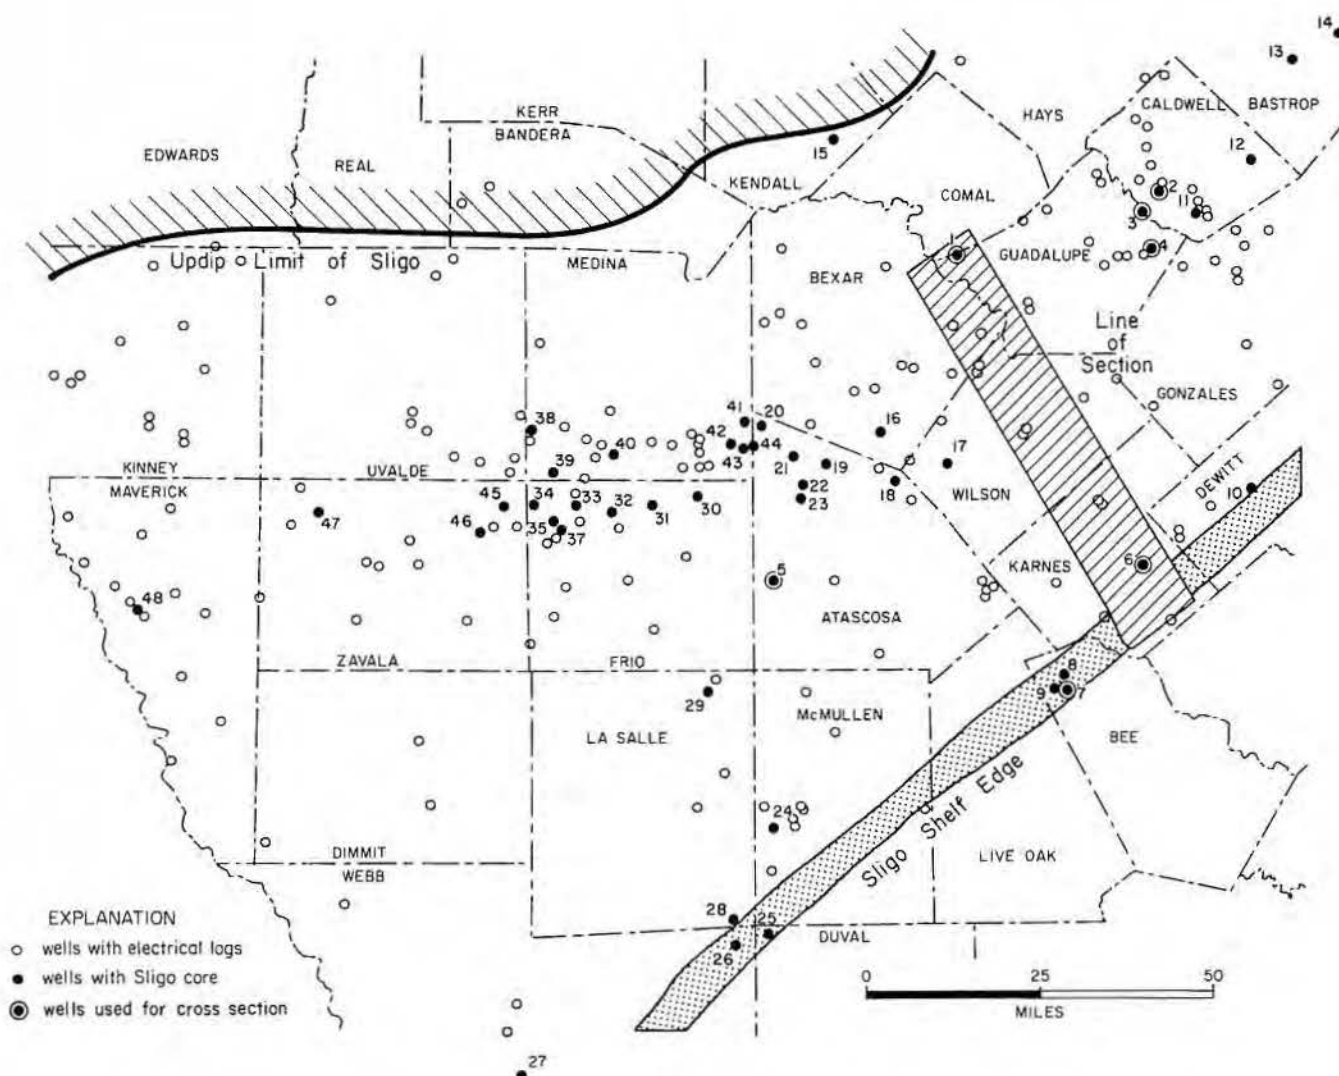 14
13
HAYS
CALDWELL
BASTROP
KERR
BANDERA
15
12
EDWARDS
REAL
KENDALL
2
COMAL
3
11
1
4
GUADALUPE
Updip Limit of Sligo
MEDINA
BEXAR
Line
of
Section
GONZALES
38
41
20
16
42
40
44
43
17
39
21
19
KINNEY
UVALDE
MAVERICK
22
18
WILSON
DEWITT
10
45
34
33
32
31
30
23
47
46
35
37
KARNES
6
5
48
ATASCOSA
ZAVALA
FRIO
8
29
9
7
McMULLEN
LA SALLE
BEE
24
Sligo Shelf Edge
DIMMIT
WEBB
LIVE OAK
EXPLANATION
28
25
wells with electrical logs
DUVAL
26
wells with Sligo core
0
25
50
wells used for cross section
MILES
27